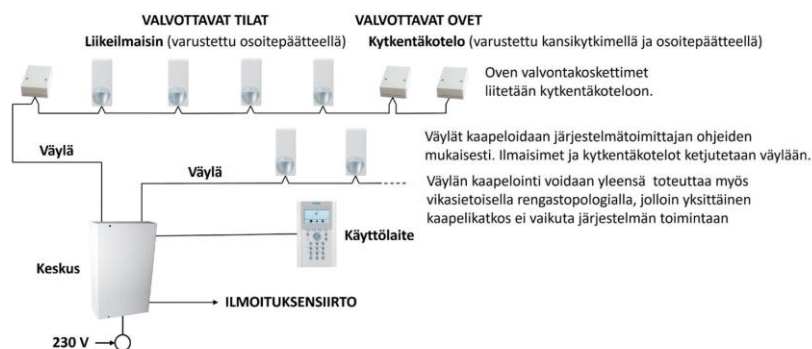 VALVOTTAVAT TILAT
VALVOTTAVAT OVET
Liikeilmaisin (varustettu osoitepäätteellä)
Kytkentäkotelo (varustettu kansikytkimellä ja osoitepäätteellä)
Oven valvontakoskettimet
liitetään kytkentäkoteloon.
Väylä
Väylä
Väylät kaapeloidaan järjestelmätoimittajan ohjeiden
mukaisesti. Ilmaisimet ja kytkentäkotelot ketjutetaan väylään.
Väylän kaapelointi voidaan yleensä toteuttaa myös
vikasietoisella rengastopologialla, jolloin yksittäinen
kaapelikatkos ei vaikuta järjestelmän toimintaan
Käyttölaite
Keskus
ILMOITUKSENSIIRTO
230 V